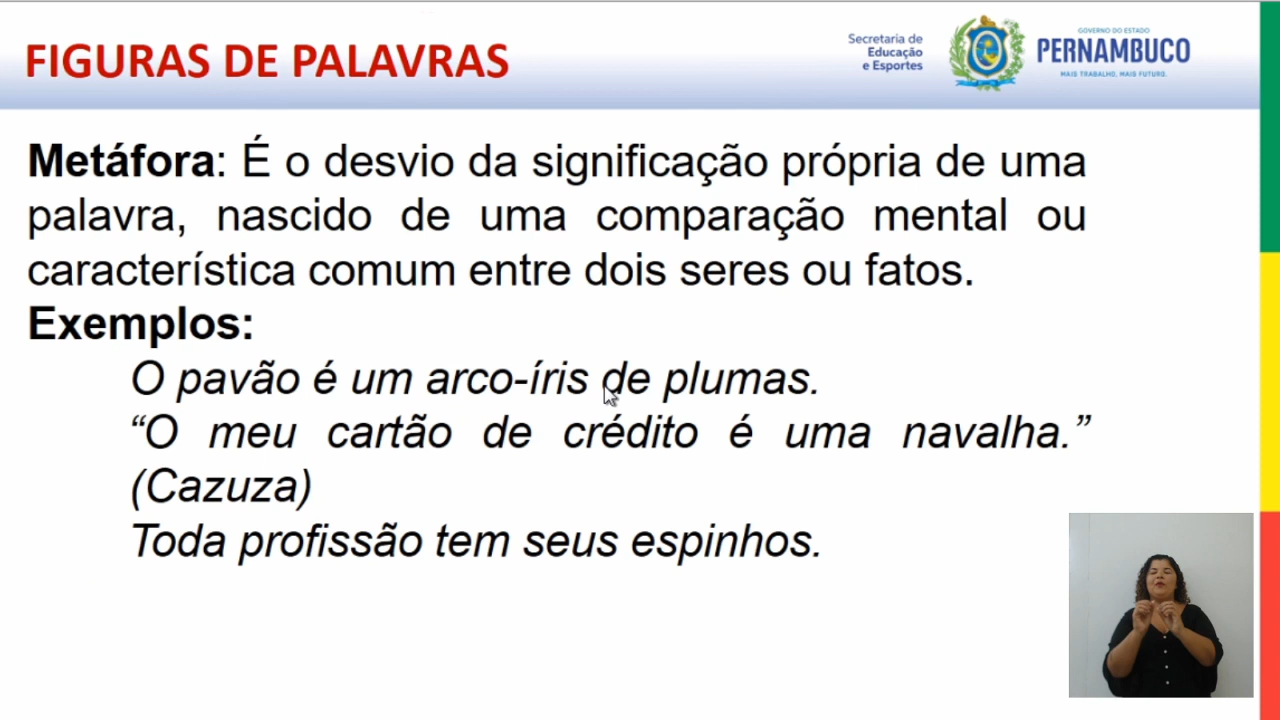 FIGURAS DE PALAVRAS
Secretaria de
Educação
e Esportes
GOVERNO DO ESTADO
PERNAMBUCO
MAIS TRABALHO, MAIS FUTURO.
Metáfora: É o desvio da significação própria de uma
palavra, nascido de uma comparação mental ou
característica comum entre dois seres ou fatos.
Exemplos:
O pavão é um arco-íris de plumas.
“O meu cartão de crédito é uma navalha.”
(Cazuza)
Toda profissão tem seus espinhos.